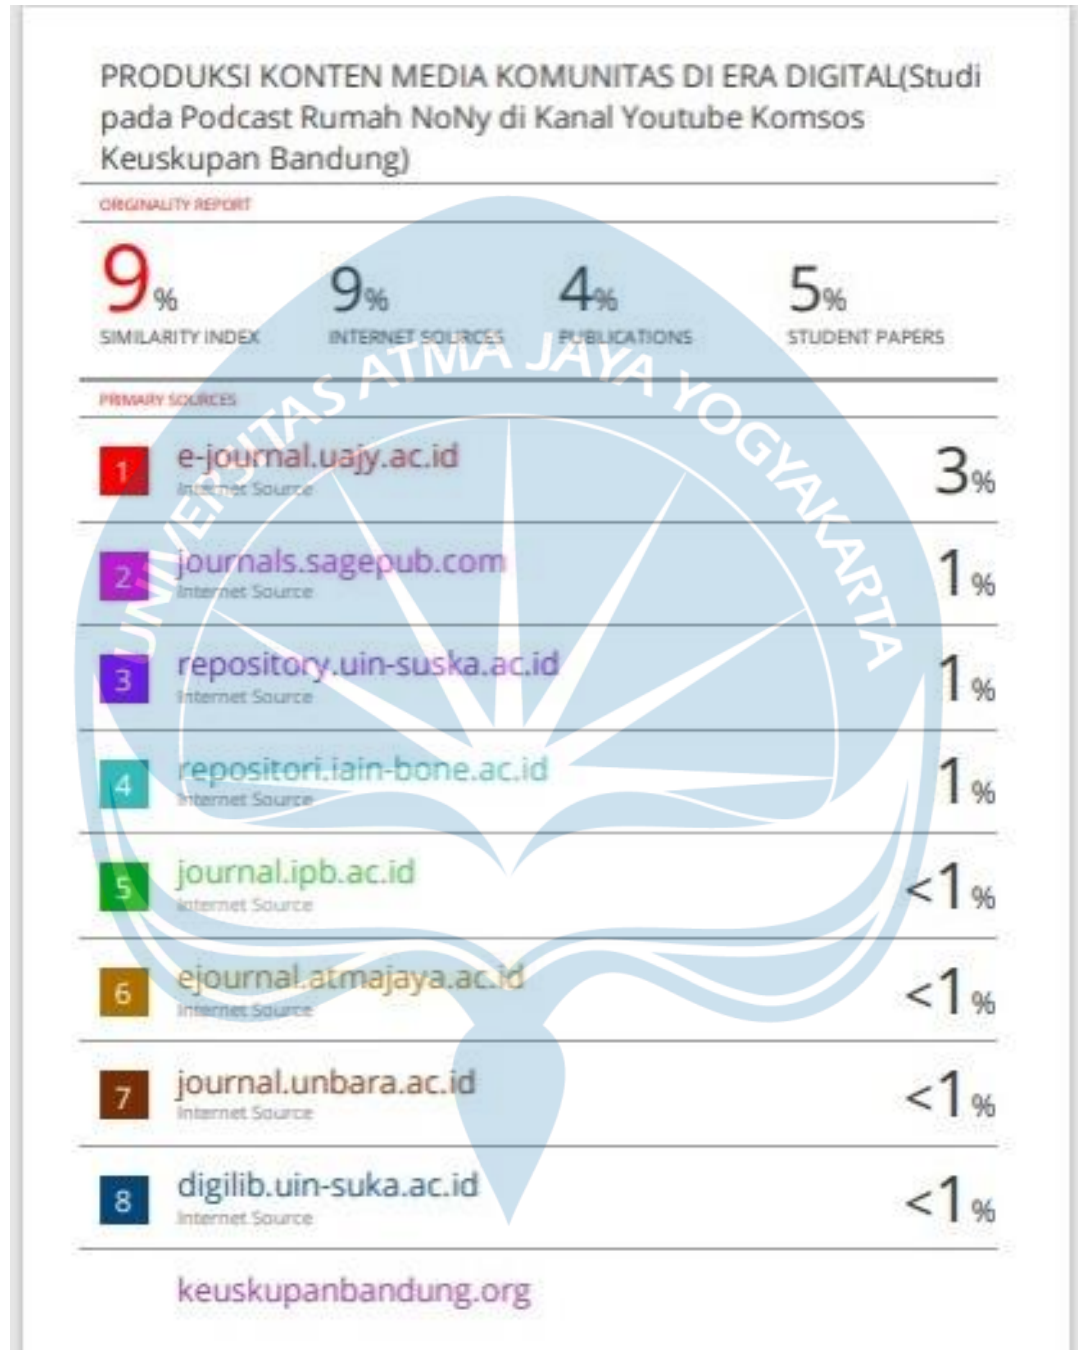 PRODUKSI KONTEN MEDIA KOMUNITAS DI ERA DIGITAL(Studi
pada Podcast Rumah NoNy di Kanal Youtube Komsos
Keuskupan Bandung)
ORIGINALITY REPORT
9% 9% 4% 5%
SIMILARITY INDEX INTERNET SOURCES PUBLICATIONS STUDENT PAPERS
UNIVERSITAS ATMA JAYA YOGYAKARTA
PRIMARY SOURCES
1 e-journal.uajy.ac.id 3%
Internet Source
2 journals.sagepub.com 1%
Internet Source
3 repository.uin-suska.ac.id 1%
Internet Source
4 repositori.iain-bone.ac.id 1%
Internet Source
5 journal.ipb.ac.id <1%
Internet Source
6 ejournal.atmajaya.ac.id <1%
Internet Source
7 journal.unbara.ac.id <1%
Internet Source
8 digilib.uin-suka.ac.id <1%
Internet Source
keuskupanbandung.org